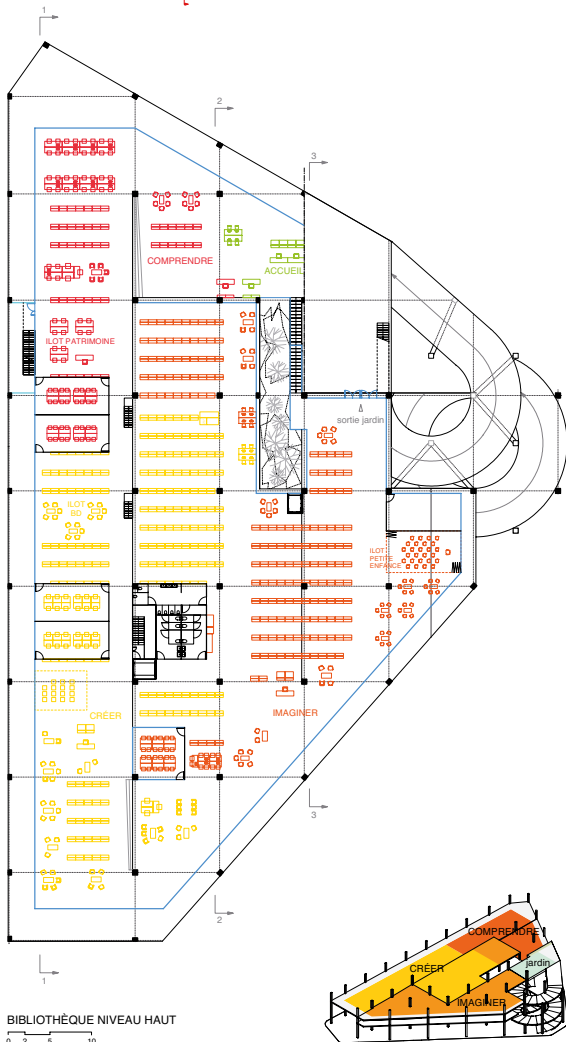 1
2
3
COMPRENDRE
ACCUEIL
ILOT PATRIMOINE
sortie jardin
ILOT
BD
ILOT
PETITE
ENFANCE
CRÉER
IMAGINER
3
2
1
COMPRENDRE
CRÉER
jardin
IMAGINER
BIBLIOTHÈQUE NIVEAU HAUT
0 2 5 10